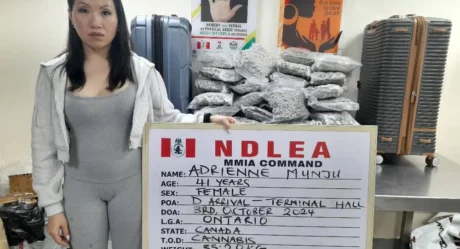 NDLEA
MMIA COMMAND
NAME: ADRIENNE MUNJU
AGE: 41 YEARS
SEX: FEMALE
POA: D ARRIVAL - TERMINAL HALL
DOA: 3RD, OCTOBER 2024
L.G.A: ONTARIO
STATE: CANADA
T.O.D: CANNABIS